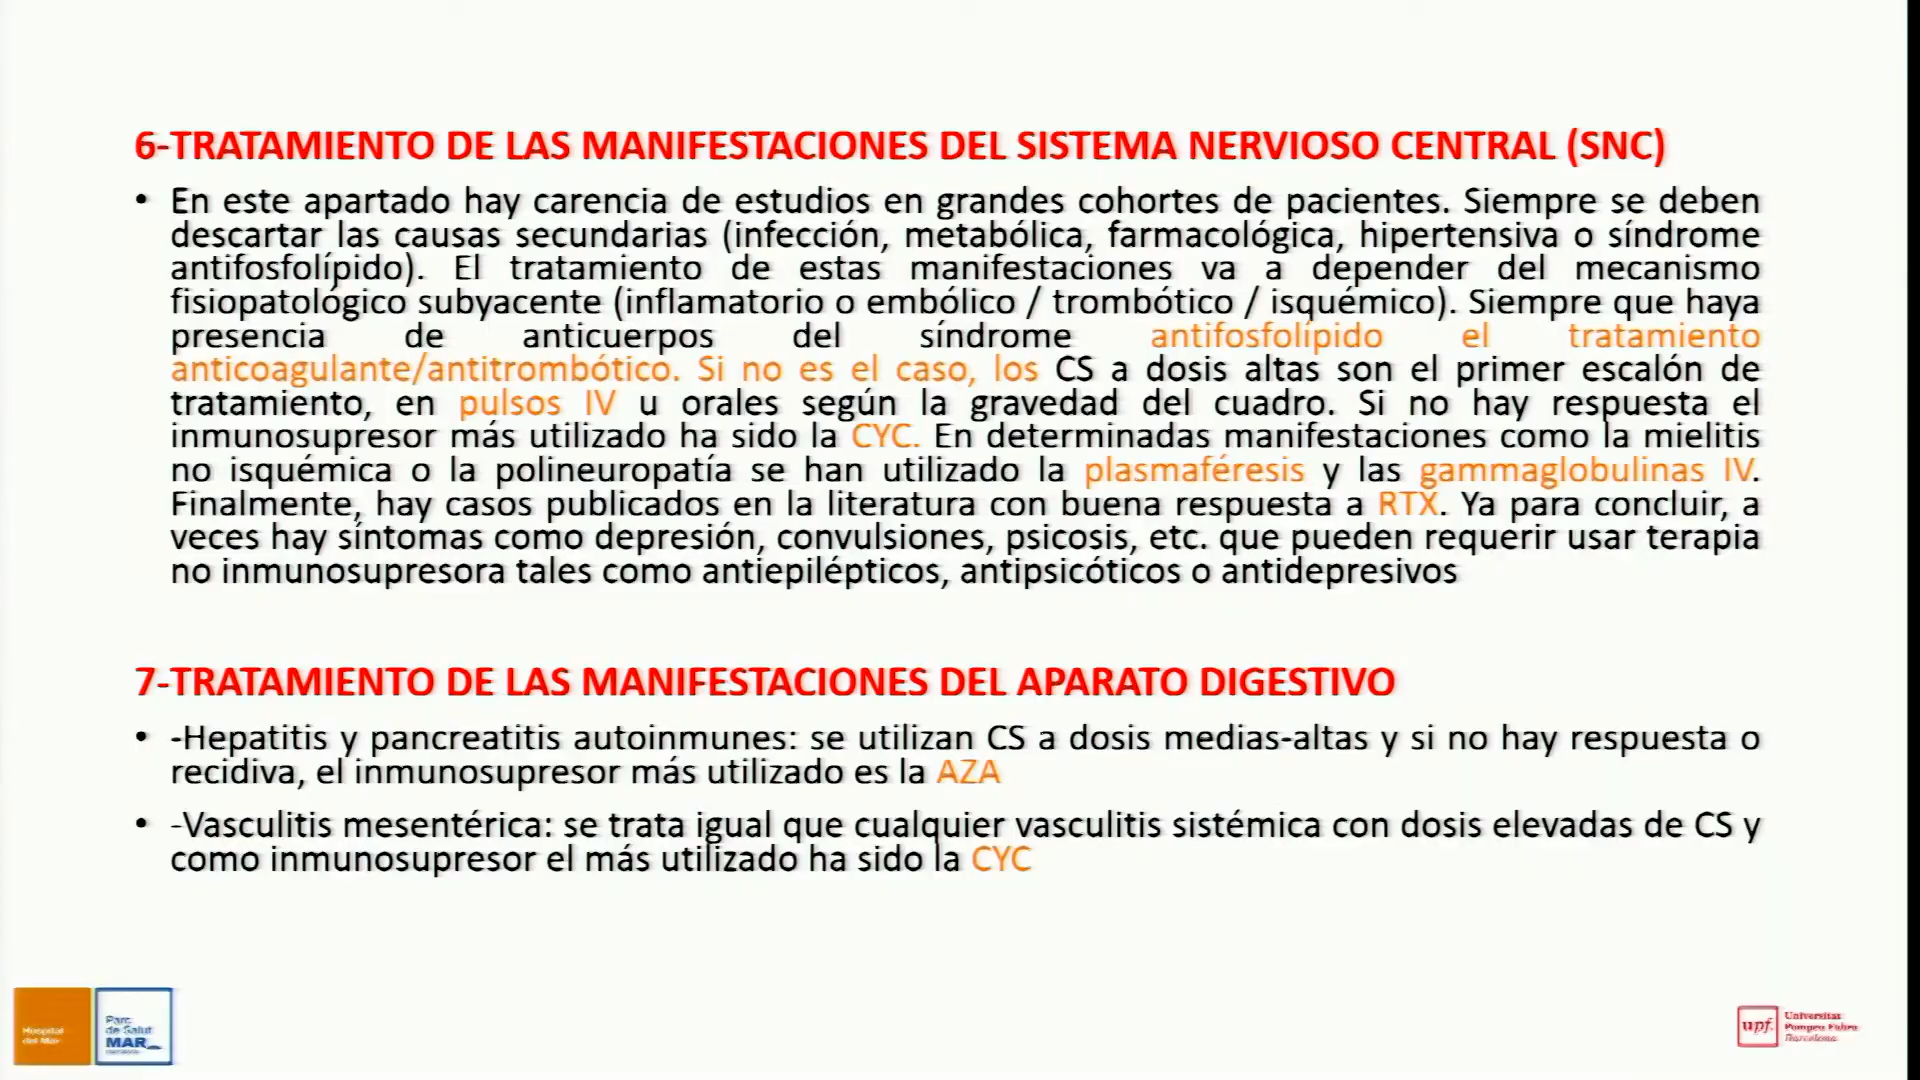 6-TRATAMIENTO DE LAS MANIFESTACIONES DEL SISTEMA NERVIOSO CENTRAL (SNC)
• En este apartado hay carencia de estudios en grandes cohortes de pacientes. Siempre se deben
descartar las causas secundarias (infección, metabólica, farmacológica, hipertensiva o síndrome
antifosfolípido). El tratamiento de estas manifestaciones va a depender del mecanismo
fisiopatológico subyacente (inflamatorio o embólico / trombótico / isquémico). Siempre que haya
presencia de anticuerpos del síndrome antifosfolípido el tratamiento
anticoagulante/antitrombótico. Si no es el caso, los CS a dosis altas son el primer escalón de
tratamiento, en pulsos IV u orales según la gravedad del cuadro. Si no hay respuesta el
inmunosupresor más utilizado ha sido la CYC. En determinadas manifestaciones como la mielitis
no isquémica o la polineuropatía se han utilizado la plasmaféresis y las gammaglobulinas IV.
Finalmente, hay casos publicados en la literatura con buena respuesta a RTX. Ya para concluir, a
veces hay síntomas como depresión, convulsiones, psicosis, etc. que pueden requerir usar terapia
no inmunosupresora tales como antiepilépticos, antipsicóticos o antidepresivos
7-TRATAMIENTO DE LAS MANIFESTACIONES DEL APARATO DIGESTIVO
• -Hepatitis y pancreatitis autoinmunes: se utilizan CS a dosis medias-altas y si no hay respuesta o
recidiva, el inmunosupresor más utilizado es la AZA
• -Vasculitis mesentérica: se trata igual que cualquier vasculitis sistémica con dosis elevadas de CS y
como inmunosupresor el más utilizado ha sido la CYC
Hospital
del Mar
Parc
de Salut
MAR
upf.
Universitat
Pompeu Fabra
Barcelona